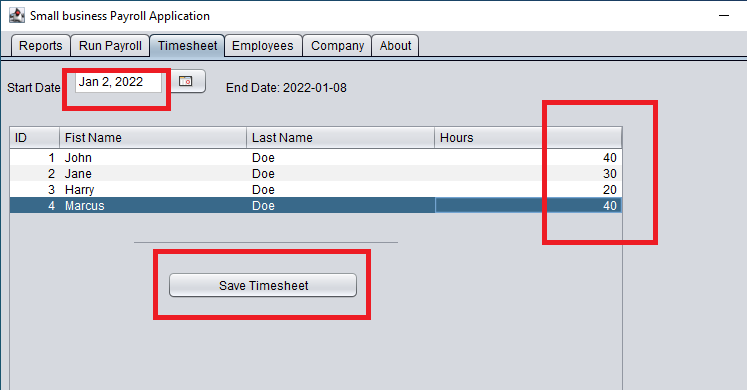 Small business Payroll Application
Reports Run Payroll Timesheet Employees Company About
Start Date Jan 2, 2022 End Date: 2022-01-08
ID Fist Name Last Name Hours
1 John Doe 40
2 Jane Doe 30
3 Harry Doe 20
4 Marcus Doe 40
Save Timesheet